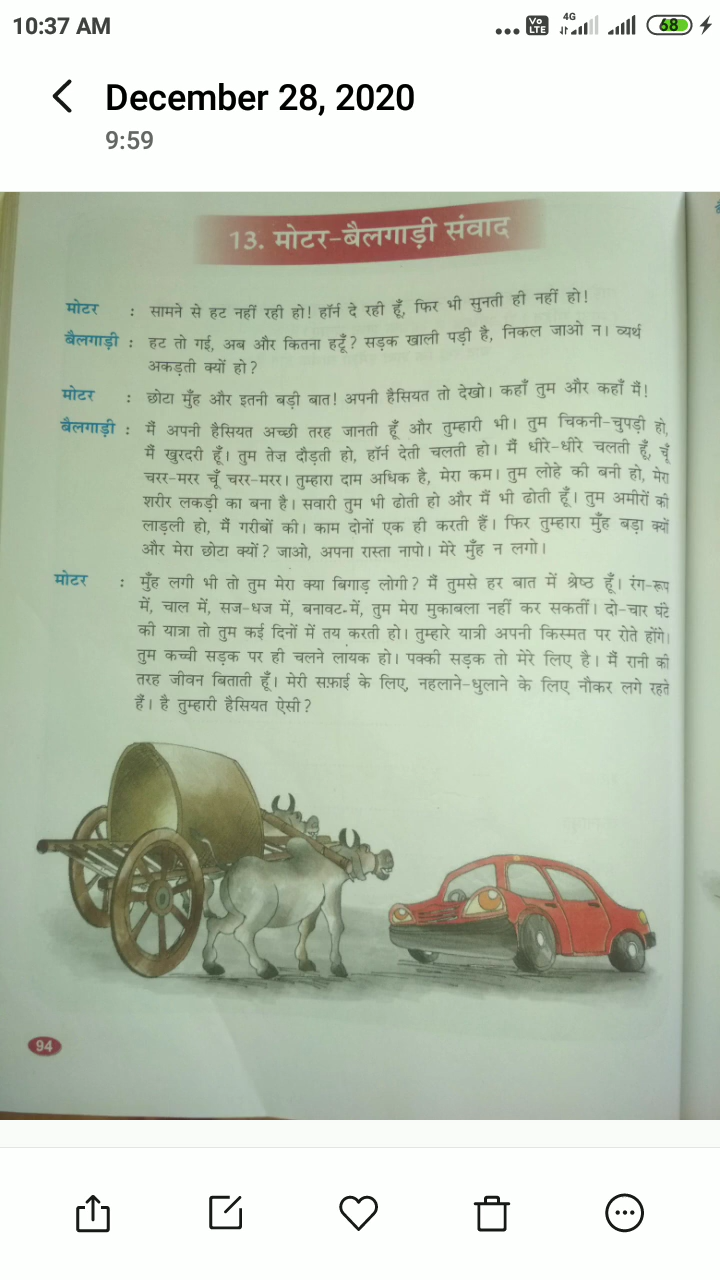 10:37 AM
Vo LTE 4G 68
December 28, 2020
9:59
13. मोटर-बैलगाड़ी संवाद
मोटर : सामने से हट नहीं रही हो! हॉर्न दे रही हूँ, फिर भी सुनती ही नहीं हो!
बैलगाड़ी : हट तो गई, अब और कितना हटूँ? सड़क खाली पड़ी है, निकल जाओ न। व्यर्थ
अकड़ती क्यों हो?
मोटर : छोटा मुँह और इतनी बड़ी बात! अपनी हैसियत तो देखो। कहाँ तुम और कहाँ मैं!
बैलगाड़ी : मैं अपनी हैसियत अच्छी तरह जानती हूँ और तुम्हारी भी। तुम चिकनी-चुपड़ी हो,
मैं खुरदरी हूँ। तुम तेज़ दौड़ती हो, हॉर्न देती चलती हो। मैं धीरे-धीरे चलती हूँ, चूँ
चरर-मरर चूँ चरर-मरर। तुम्हारा दाम अधिक है, मेरा कम। तुम लोहे की बनी हो, मेरा
शरीर लकड़ी का बना है। सवारी तुम भी ढोती हो और मैं भी ढोती हूँ। तुम अमीरों की
लाड़ली हो, मैं गरीबों की। काम दोनों एक ही करती हैं। फिर तुम्हारा मुँह बड़ा क्यों
और मेरा छोटा क्यों? जाओ, अपना रास्ता नापो। मेरे मुँह न लगो।
मोटर : मुँह लगी भी तो तुम मेरा क्या बिगाड़ लोगी? मैं तुमसे हर बात में श्रेष्ठ हूँ। रंग-रूप
में, चाल में, सज-धज में, बनावट-में, तुम मेरा मुकाबला नहीं कर सकतीं। दो-चार घंटे
की यात्रा तो तुम कई दिनों में तय करती हो। तुम्हारे यात्री अपनी किस्मत पर रोते होंगे।
तुम कच्ची सड़क पर ही चलने लायक हो। पक्की सड़क तो मेरे लिए है। मैं रानी की
तरह जीवन बिताती हूँ। मेरी सफ़ाई के लिए, नहलाने-धुलाने के लिए नौकर लगे रहते
हैं। है तुम्हारी हैसियत ऐसी?
94